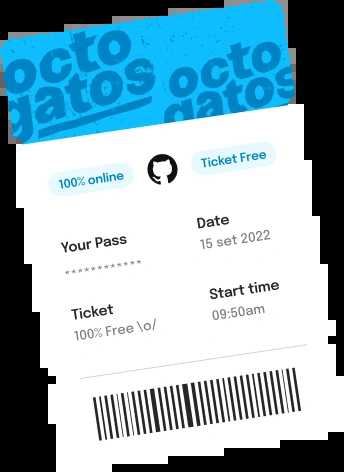 octo
gatos
octo
gatos
100% online
Ticket Free
Your Pass
************
Date
15 set 2022
Ticket
100% Free \o/
Start time
09:50am